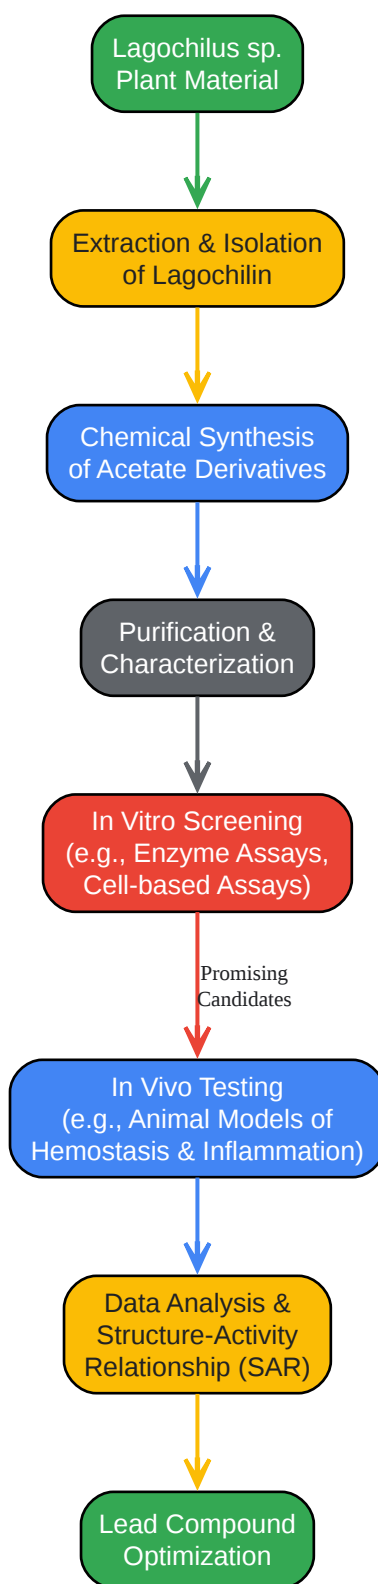 Lagochilus sp.
Plant Material
Extraction & Isolation
of Lagochilin
Chemical Synthesis
of Acetate Derivatives
Purification &
Characterization
In Vitro Screening
(e.g., Enzyme Assays,
Cell-based Assays)
Promising
Candidates
In Vivo Testing
(e.g., Animal Models of
Hemostasis & Inflammation)
Data Analysis &
Structure-Activity
Relationship (SAR)
Lead Compound
Optimization